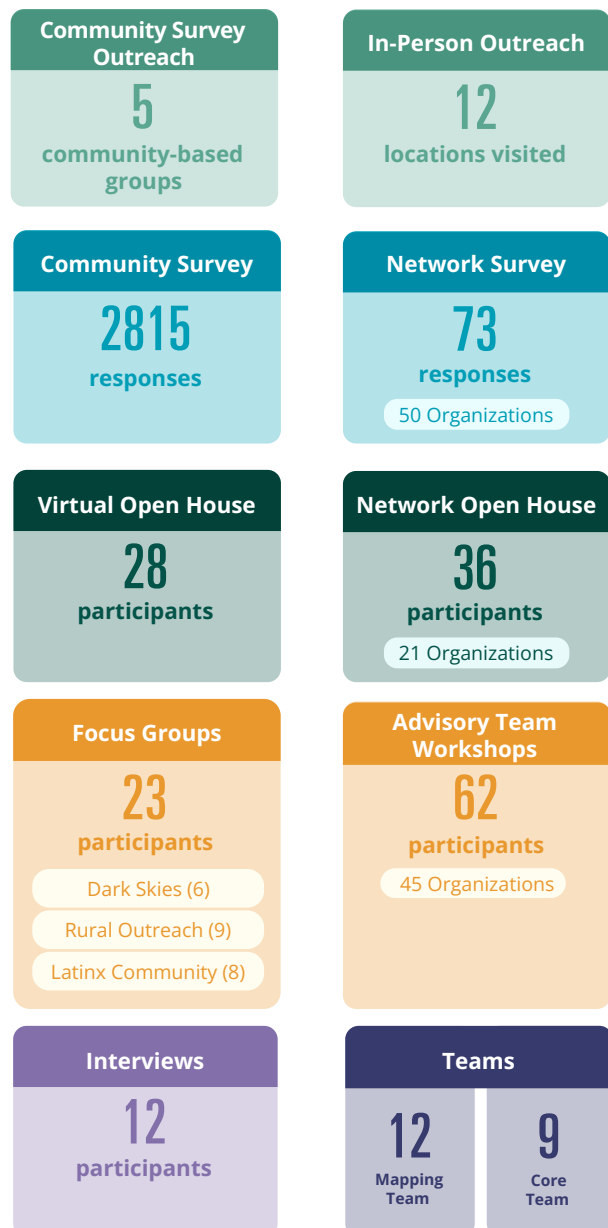 Community Survey
Outreach
5
community-based
groups
In-Person Outreach
12
locations visited
Community Survey
2815
responses
Network Survey
73
responses
50 Organizations
Virtual Open House
28
participants
Network Open House
36
participants
21 Organizations
Focus Groups
23
participants
Dark Skies (6)
Rural Outreach (9)
Latinx Community (8)
Advisory Team
Workshops
62
participants
45 Organizations
Interviews
12
participants
Teams
12
Mapping
Team
9
Core
Team